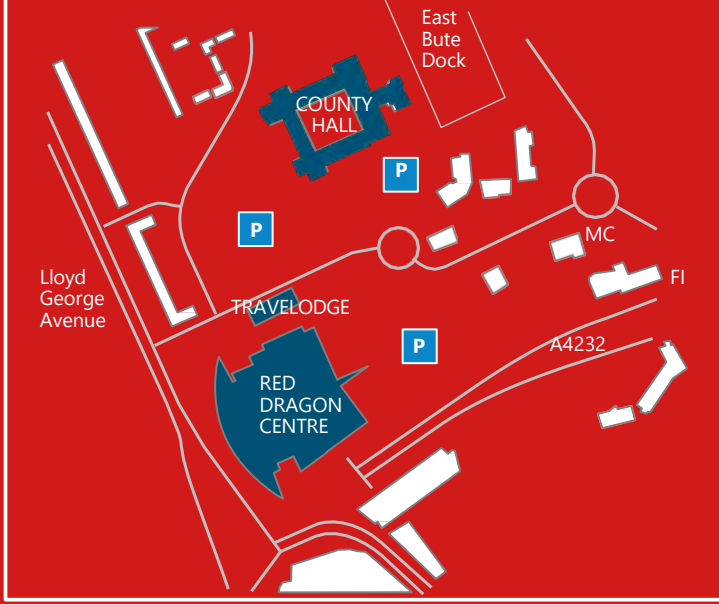 East
Bute
Dock
COUNTY
HALL
P
P
MC
FI
Lloyd
George
Avenue
TRAVELODGE
P
A4232
RED
DRAGON
CENTRE